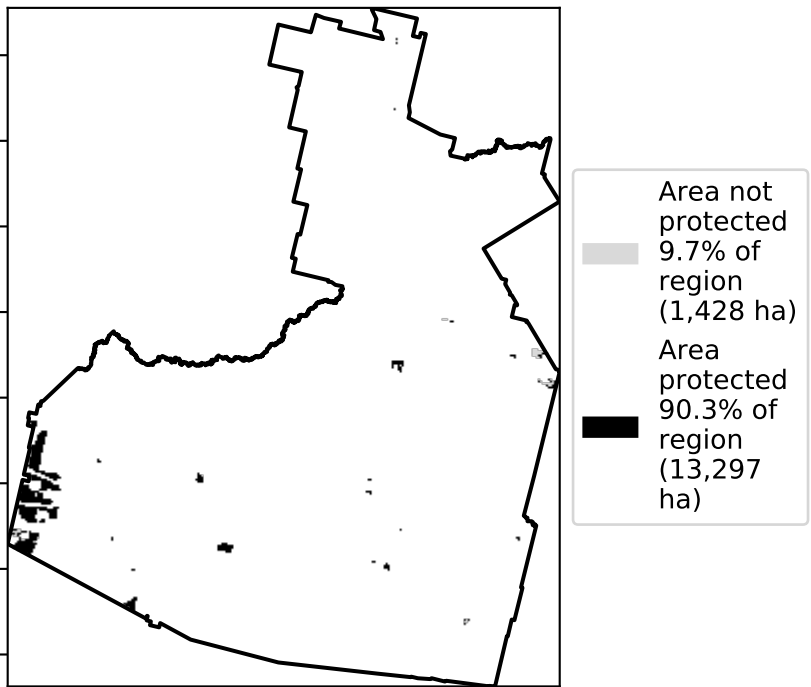 Area not
protected
9.7% of
region
(1,428 ha)
Area
protected
90.3% of
region
(13,297
ha)